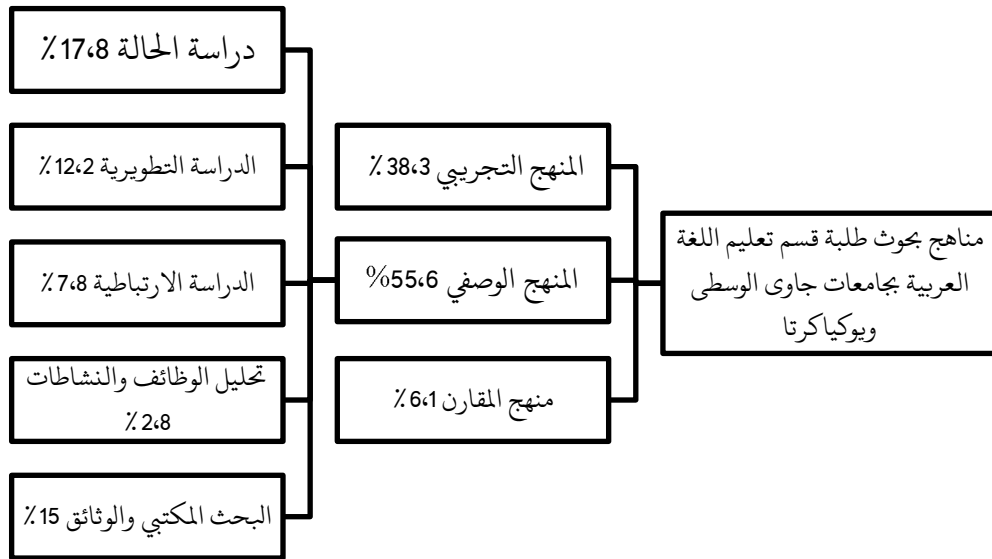 مناهج بحوث طلبة قسم تعليم اللغة
العربية بجامعات جاوى الوسطى
ويوكياكرتا
المنهج التجريبي 38،3٪
المنهج الوصفي 55،6%
منهج المقارن 6،1٪
دراسة الحالة 17،8٪
الدراسة التطويرية 12،2٪
الدراسة الارتباطية 7،8٪
تحليل الوظائف والنشاطات
2،8٪
البحث المكتبي والوثائق 15٪